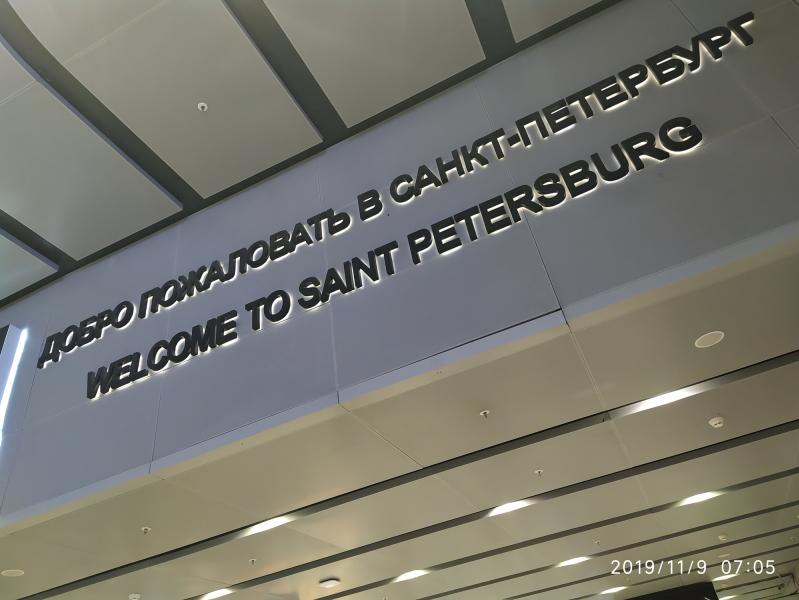 ДОБРО ПОЖАЛОВАТЬ В САНКТ-ПЕТЕРБУРГ
WELCOME TO SAINT PETERSBURG
2019/11/9 07:05